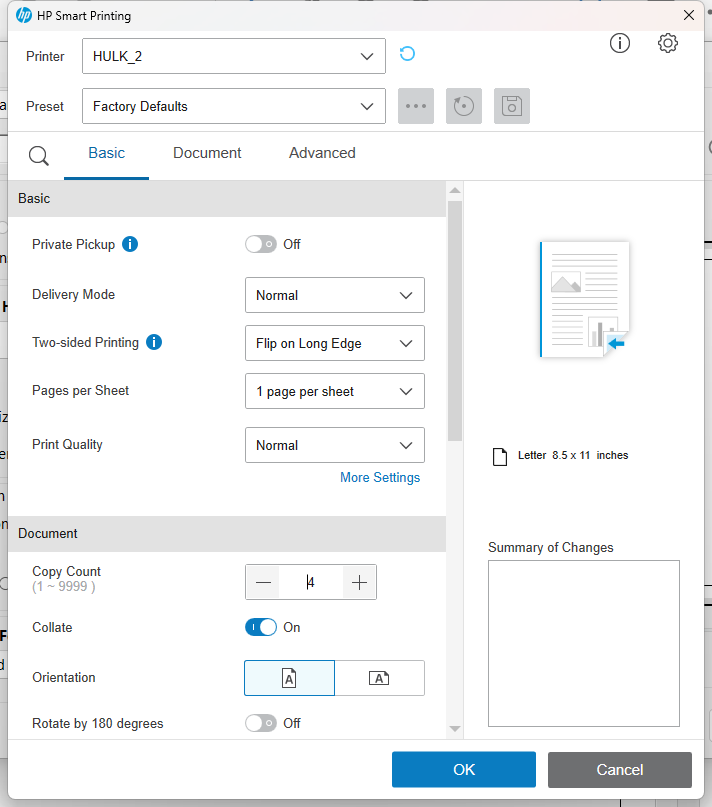 hp HP Smart Printing
Printer HULK_2
Preset Factory Defaults
Basic Document Advanced
Basic
Private Pickup i Off
Delivery Mode Normal
Two-sided Printing i Flip on Long Edge
Pages per Sheet 1 page per sheet
Print Quality Normal
More Settings
Letter 8.5 x 11 inches
Document
Copy Count 4
(1 ~ 9999 )
Collate On
Orientation A A
Rotate by 180 degrees Off
Summary of Changes
OK Cancel